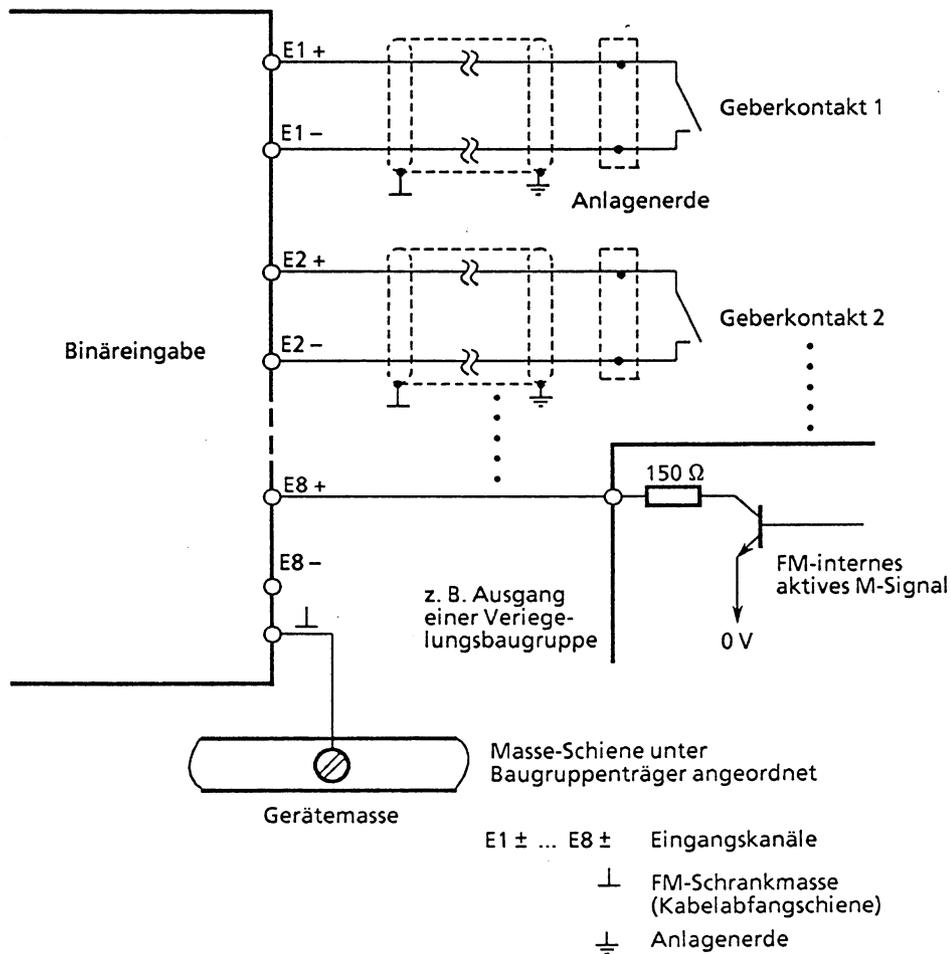 E1 +
Geberkontakt 1
E1 –
Anlagenerde
E2 +
Geberkontakt 2
Binäreingabe
E2 –
E8 +
150 Ω
E8 –
FM-internes
aktives M-Signal
z. B. Ausgang
einer Veriege-
lungsbaugruppe
0 V
Masse-Schiene unter
Baugruppenträger angeordnet
Gerätemasse
E1 ± ... E8 ± Eingangskanäle
FM-Schrankmasse
(Kabelabfangschiene)
Anlagenerde